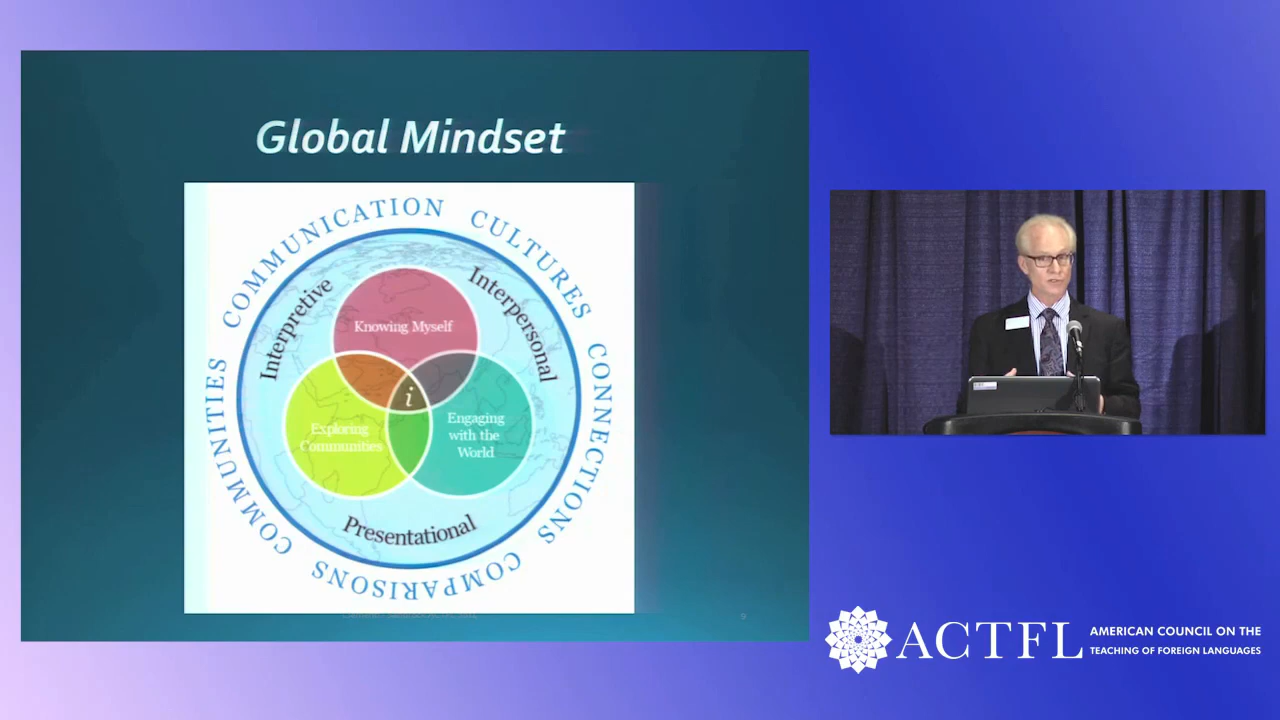 Global Mindset
COMMUNICATION
CULTURES
CONNECTIONS
COMPARISONS
COMMUNITIES
Interpretive
Interpersonal
Presentational
Knowing Myself
i
Exploring
Communities
Engaging
with the
World
9
ACTFL
AMERICAN COUNCIL ON THE
TEACHING OF FOREIGN LANGUAGES